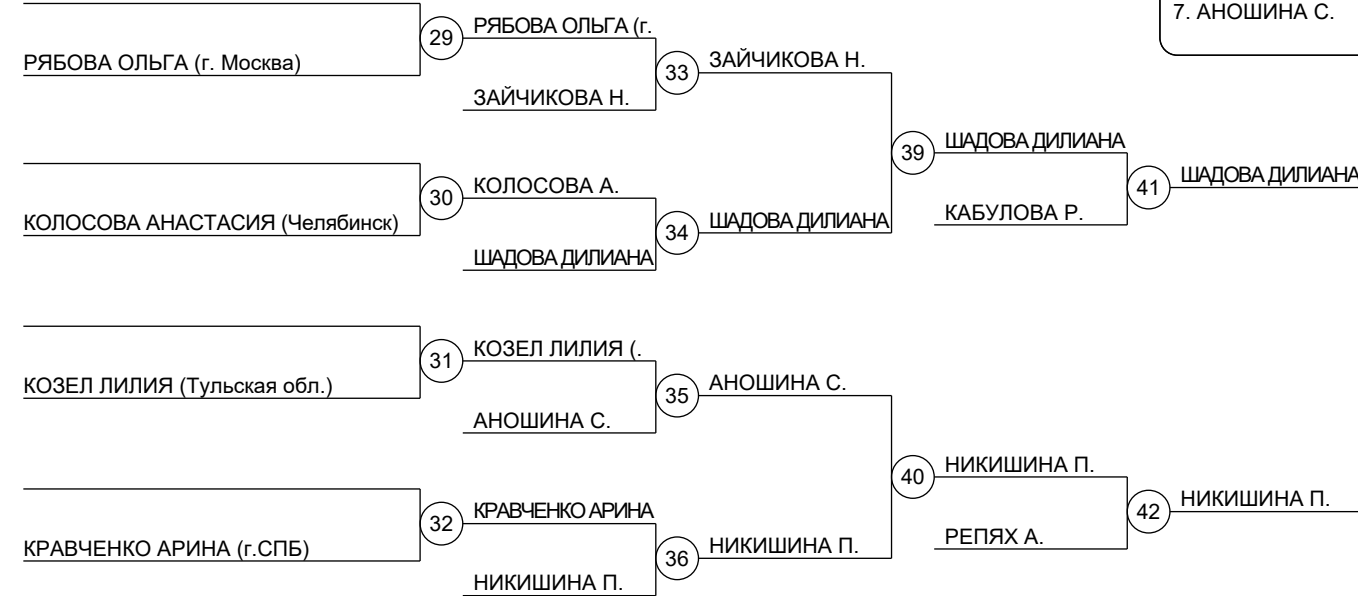 7. АНОШИНА С.
29
РЯБОВА ОЛЬГА (г.
РЯБОВА ОЛЬГА (г. Москва)
33
ЗАЙЧИКОВА Н.
ЗАЙЧИКОВА Н.
39
ШАДОВА ДИЛИАНА
30
КОЛОСОВА А.
41
ШАДОВА ДИЛИАНА
КОЛОСОВА АНАСТАСИЯ (Челябинск)
34
ШАДОВА ДИЛИАНА
КАБУЛОВА Р.
ШАДОВА ДИЛИАНА
31
КОЗЕЛ ЛИЛИЯ (.
КОЗЕЛ ЛИЛИЯ (Тульская обл.)
35
АНОШИНА С.
АНОШИНА С.
40
НИКИШИНА П.
32
КРАВЧЕНКО АРИНА
42
НИКИШИНА П.
КРАВЧЕНКО АРИНА (г.СПБ)
36
НИКИШИНА П.
РЕПЯХ А.
НИКИШИНА П.